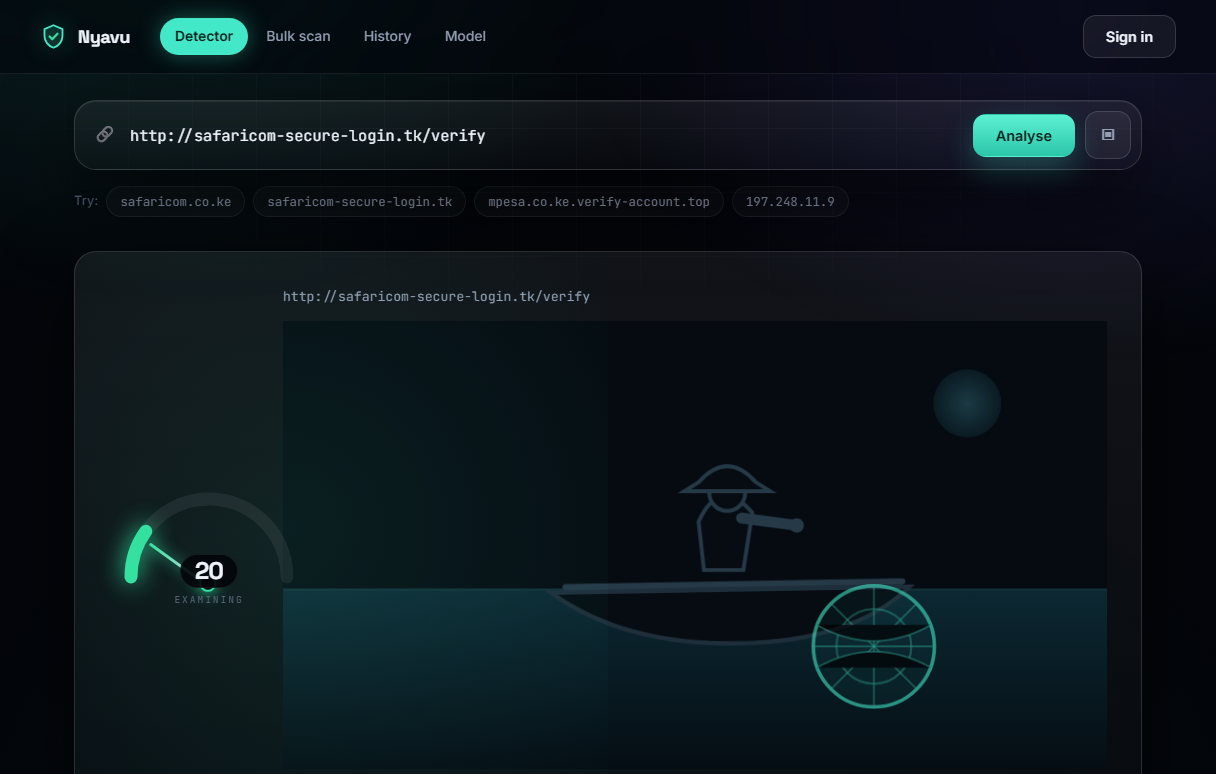 Nyavu
Detector
Bulk scan
History
Model
Sign in
http://safaricom-secure-login.tk/verify
Analyse
Try:
safaricom.co.ke
safaricom-secure-login.tk
mpesa.co.ke.verify-account.top
197.248.11.9
http://safaricom-secure-login.tk/verify
20
EXAMINING